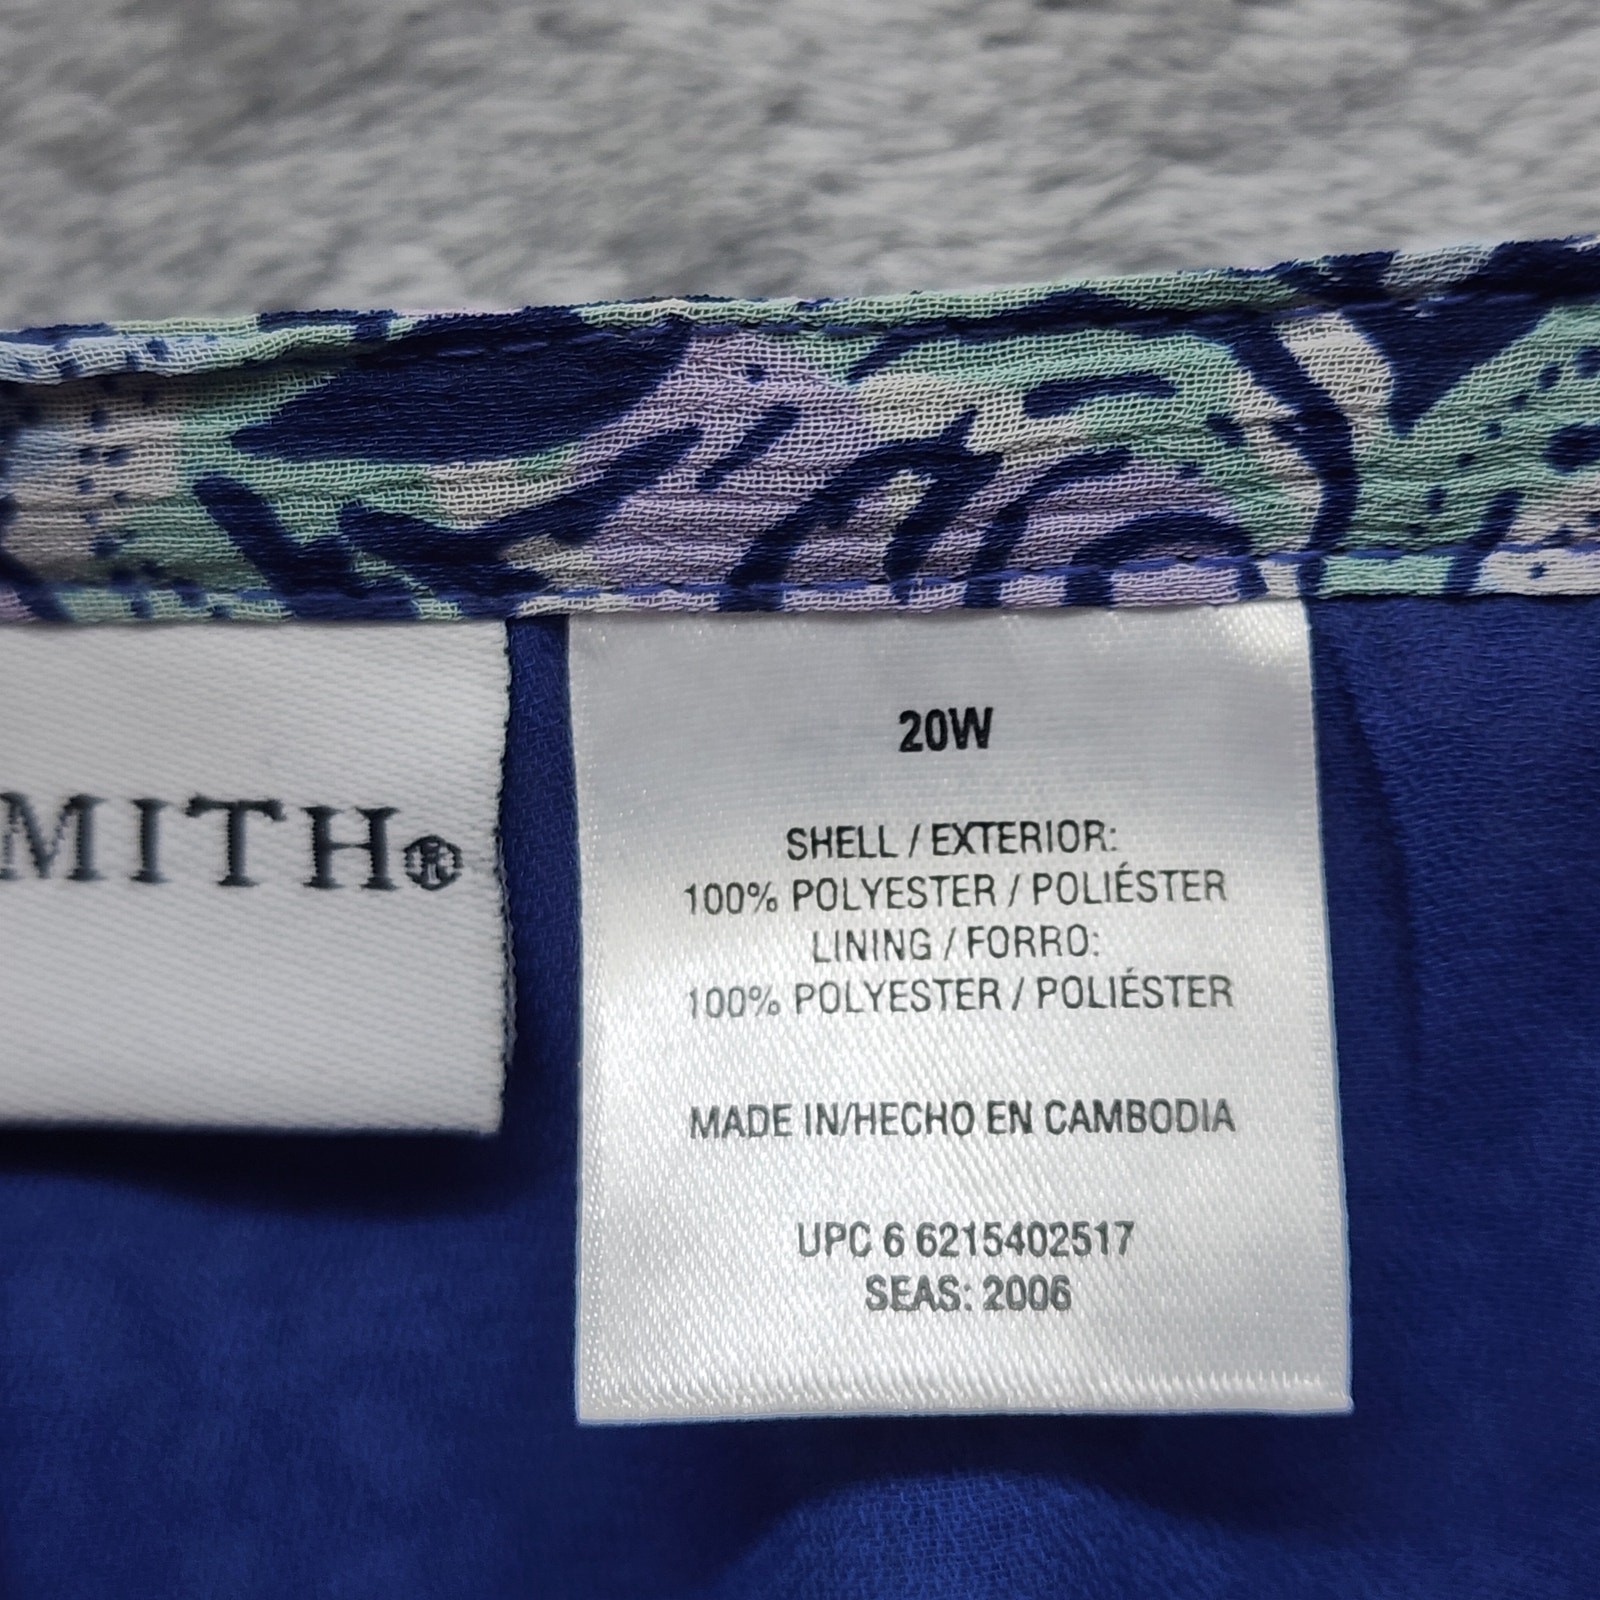 MITH®
20W
SHELL / EXTERIOR:
100% POLYESTER / POLIÉSTER
LINING / FORRO:
100% POLYESTER / POLIÉSTER
MADE IN/HECHO EN CAMBODIA
UPC 6 6215402517
SEAS: 2006